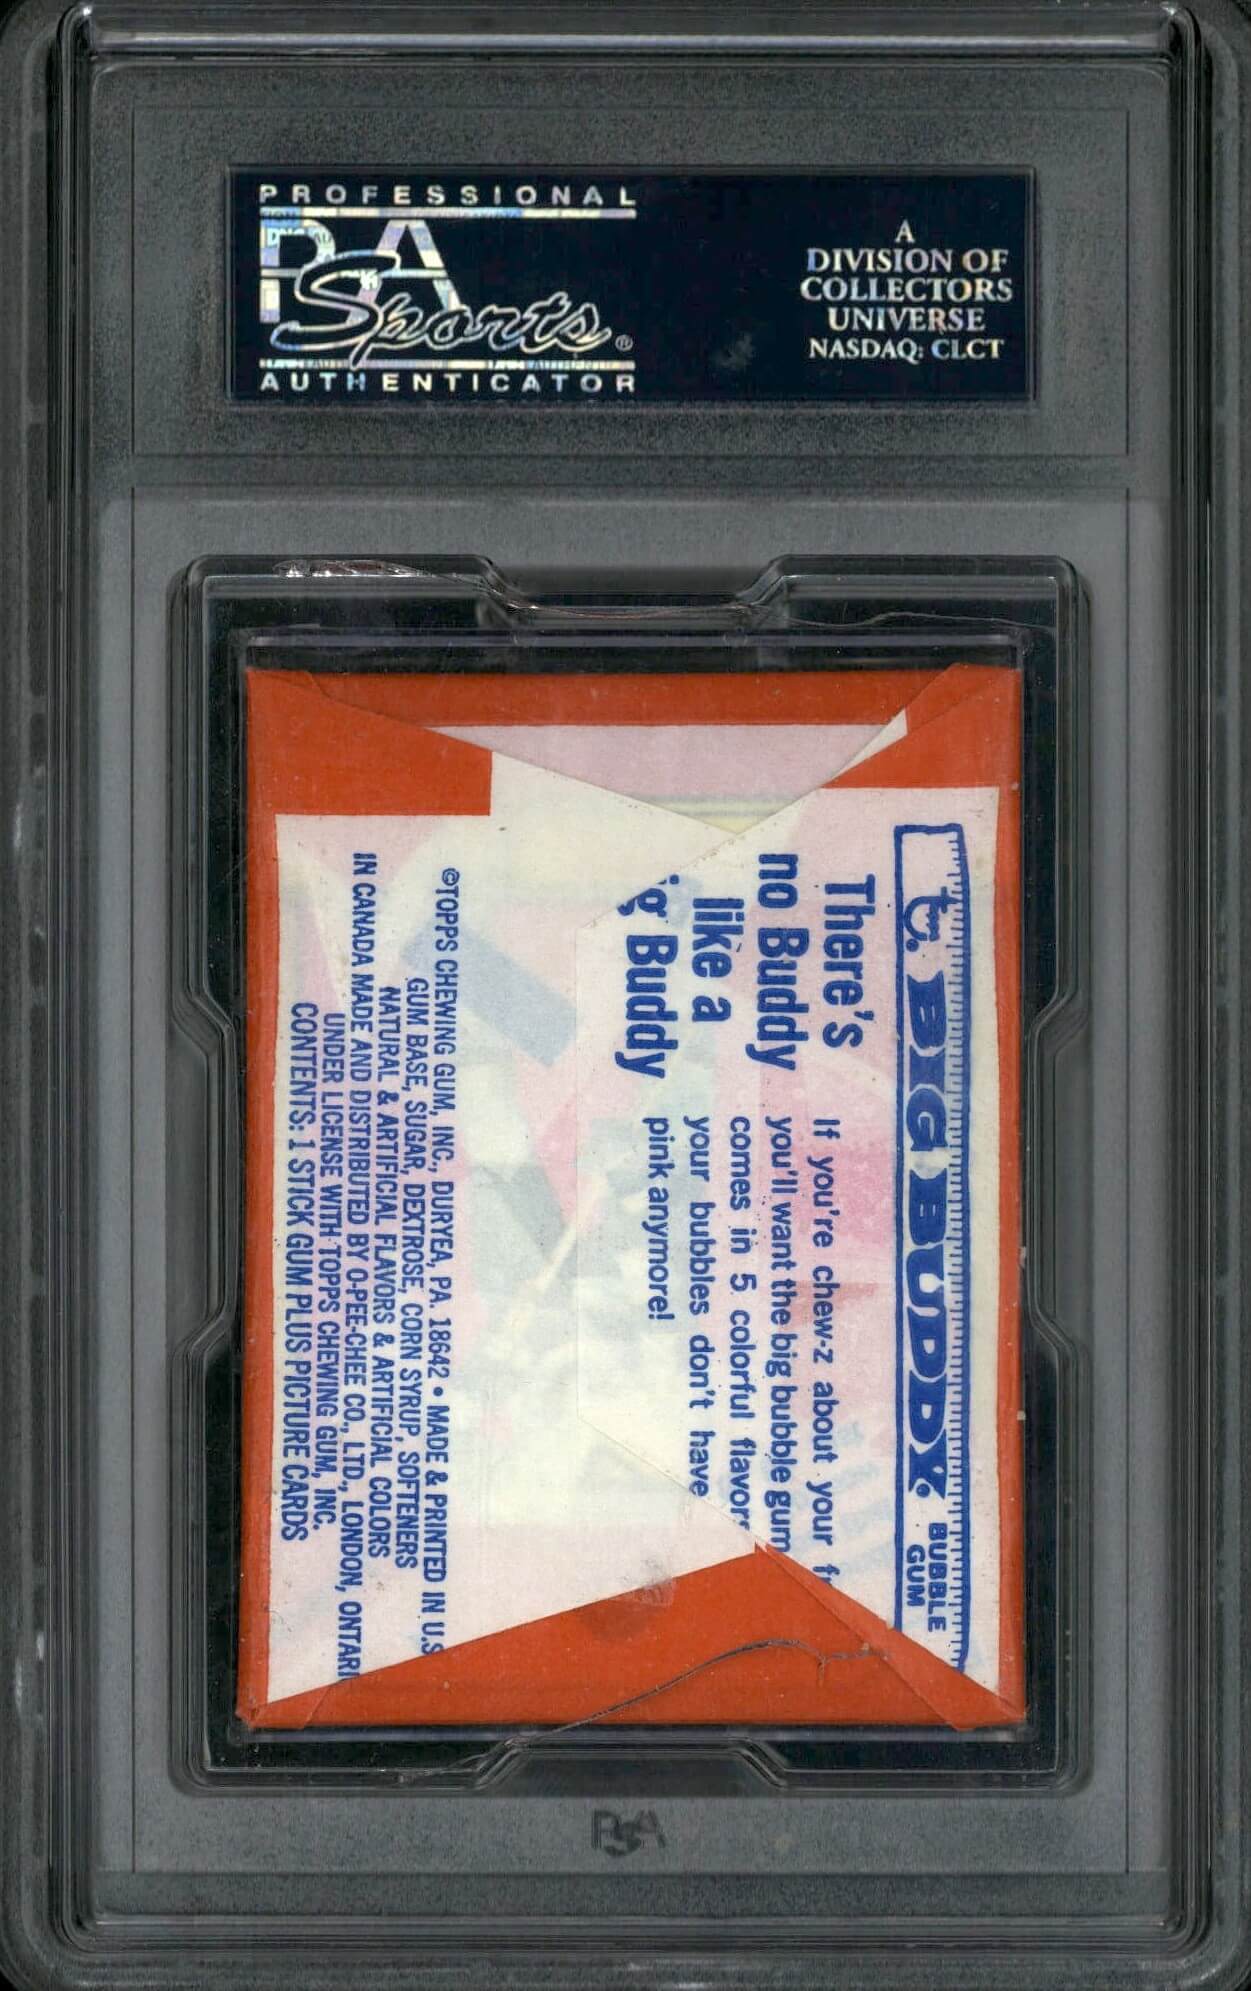 PROFESSIONAL
PSA
Sports®
AUTHENTICATOR
A
DIVISION OF
COLLECTORS
UNIVERSE
NASDAQ: CLCT
t. BIG BUDDY. BUBBLE
GUM
There's
no Buddy
like a
ig Buddy
If you're chew-z about your f
you'll want the big bubble gum
comes in 5 colorful flavors
your bubbles don't have
pink anymore!
©TOPPS CHEWING GUM, INC., DURYEA, PA. 18642 • MADE & PRINTED IN U.S
GUM BASE, SUGAR, DEXTROSE, CORN SYRUP, SOFTENERS
NATURAL & ARTIFICIAL FLAVORS & ARTIFICIAL COLORS
IN CANADA MADE AND DISTRIBUTED BY O-PEE-CHEE CO., LTD., LONDON, ONTARI
UNDER LICENSE WITH TOPPS CHEWING GUM, INC.
CONTENTS: 1 STICK GUM PLUS PICTURE CARDS
PSA